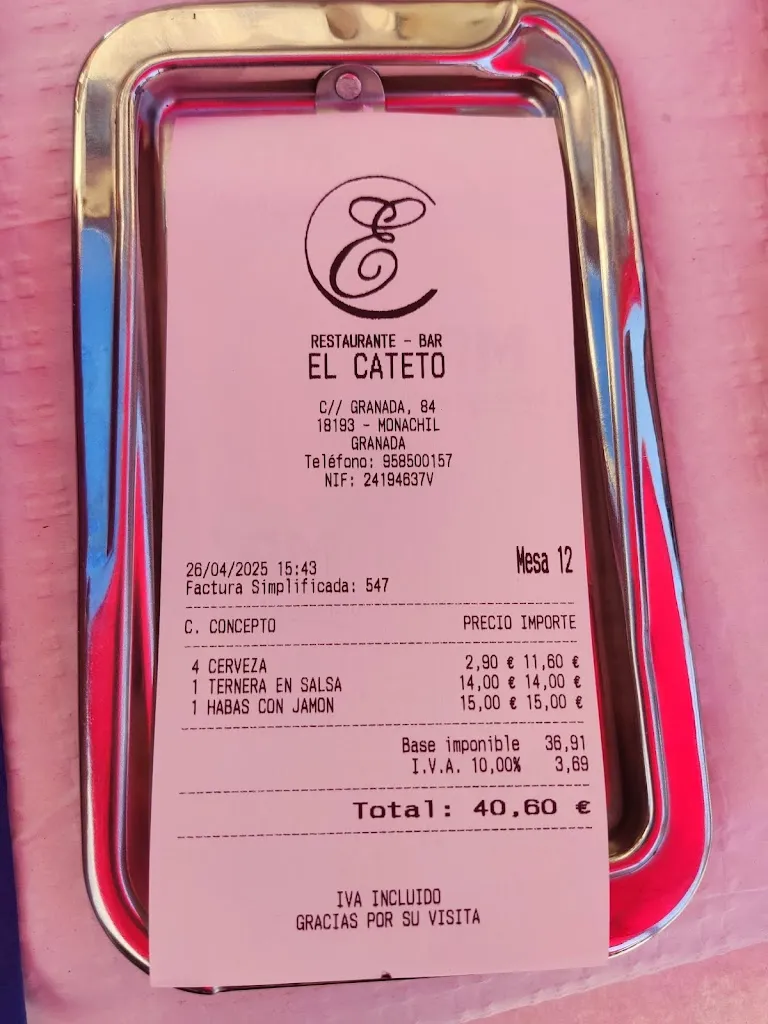 E
RESTAURANTE - BAR
EL CATETO
C// GRANADA, 84
18193 - MONACHIL
GRANADA
Teléfono: 958500157
NIF: 24194637V
26/04/2025 15:43 Mesa 12
Factura Simplificada: 547
C. CONCEPTO PRECIO IMPORTE
4 CERVEZA 2,90 € 11,60 €
1 TERNERA EN SALSA 14,00 € 14,00 €
1 HABAS CON JAMON 15,00 € 15,00 €
Base imponible 36,91
I.V.A. 10,00% 3,69
Total: 40,60 €
IVA INCLUIDO
GRACIAS POR SU VISITA